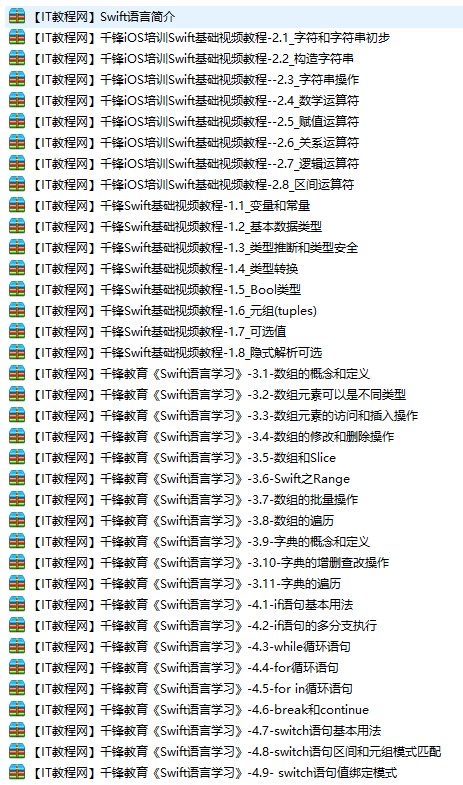 【IT教程网】Swift语言简介
【IT教程网】千锋iOS培训Swift基础视频教程-2.1_字符和字符串初步
【IT教程网】千锋iOS培训Swift基础视频教程-2.2_构造字符串
【IT教程网】千锋iOS培训Swift基础视频教程--2.3_字符串操作
【IT教程网】千锋iOS培训Swift基础视频教程--2.4_数学运算符
【IT教程网】千锋iOS培训Swift基础视频教程--2.5_赋值运算符
【IT教程网】千锋iOS培训Swift基础视频教程--2.6_关系运算符
【IT教程网】千锋iOS培训Swift基础视频教程--2.7_逻辑运算符
【IT教程网】千锋iOS培训Swift基础视频教程-2.8_区间运算符
【IT教程网】千锋Swift基础视频教程-1.1_变量和常量
【IT教程网】千锋Swift基础视频教程-1.2_基本数据类型
【IT教程网】千锋Swift基础视频教程-1.3_类型推断和类型安全
【IT教程网】千锋Swift基础视频教程-1.4_类型转换
【IT教程网】千锋Swift基础视频教程-1.5_Bool类型
【IT教程网】千锋Swift基础视频教程-1.6_元组(tuples)
【IT教程网】千锋Swift基础视频教程-1.7_可选值
【IT教程网】千锋Swift基础视频教程-1.8_隐式解析可选
【IT教程网】千锋教育《Swift语言学习》-3.1-数组的概念和定义
【IT教程网】千锋教育《Swift语言学习》-3.2-数组元素可以是不同类型
【IT教程网】千锋教育《Swift语言学习》-3.3-数组元素的访问和插入操作
【IT教程网】千锋教育《Swift语言学习》-3.4-数组的修改和删除操作
【IT教程网】千锋教育《Swift语言学习》-3.5-数组和Slice
【IT教程网】千锋教育《Swift语言学习》-3.6-Swift之Range
【IT教程网】千锋教育《Swift语言学习》-3.7-数组的批量操作
【IT教程网】千锋教育《Swift语言学习》-3.8-数组的遍历
【IT教程网】千锋教育《Swift语言学习》-3.9-字典的概念和定义
【IT教程网】千锋教育《Swift语言学习》-3.10-字典的增删查改操作
【IT教程网】千锋教育《Swift语言学习》-3.11-字典的遍历
【IT教程网】千锋教育《Swift语言学习》-4.1-if语句基本用法
【IT教程网】千锋教育《Swift语言学习》-4.2-if语句的多分支执行
【IT教程网】千锋教育《Swift语言学习》-4.3-while循环语句
【IT教程网】千锋教育《Swift语言学习》-4.4-for循环语句
【IT教程网】千锋教育《Swift语言学习》-4.5-for in循环语句
【IT教程网】千锋教育《Swift语言学习》-4.6-break和continue
【IT教程网】千锋教育《Swift语言学习》-4.7-switch语句基本用法
【IT教程网】千锋教育《Swift语言学习》-4.8-switch语句区间和元组模式匹配
【IT教程网】千锋教育《Swift语言学习》-4.9- switch语句值绑定模式